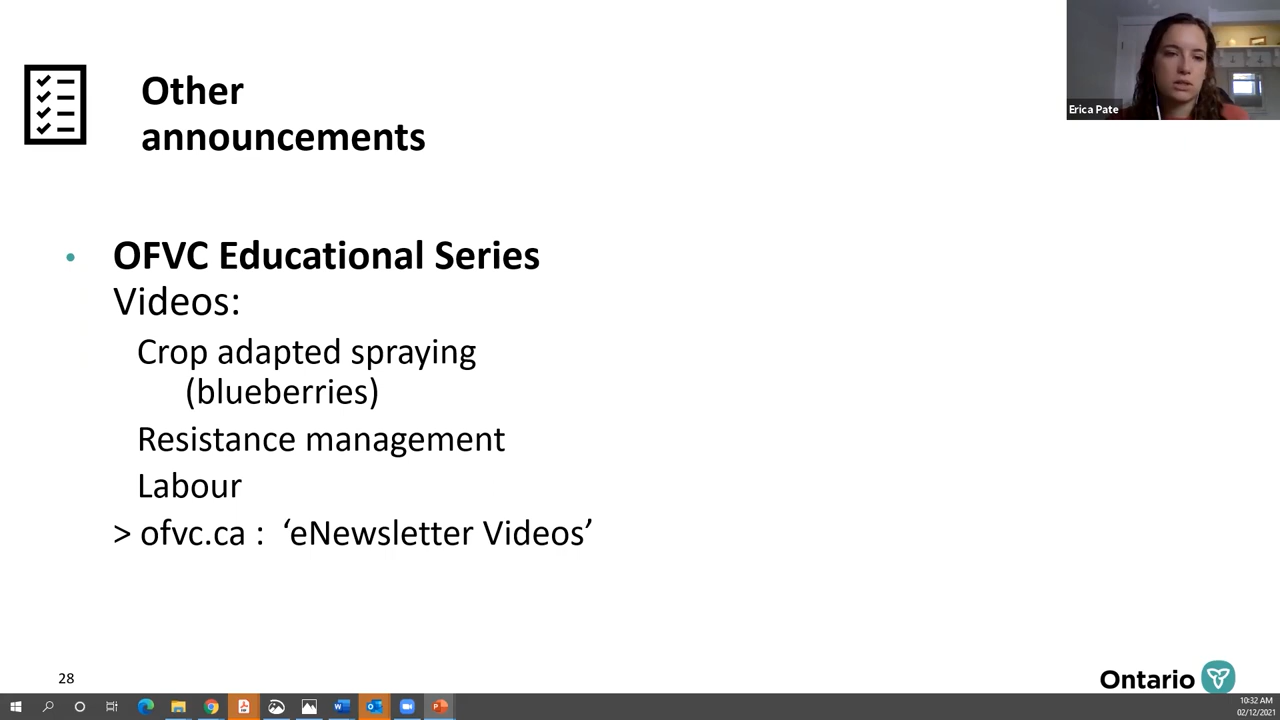 Other
announcements
Erica Pate
• OFVC Educational Series
Videos:
Crop adapted spraying
(blueberries)
Resistance management
Labour
> ofvc.ca : ‘eNewsletter Videos’
28
Ontario
10:32 AM
02/12/2021